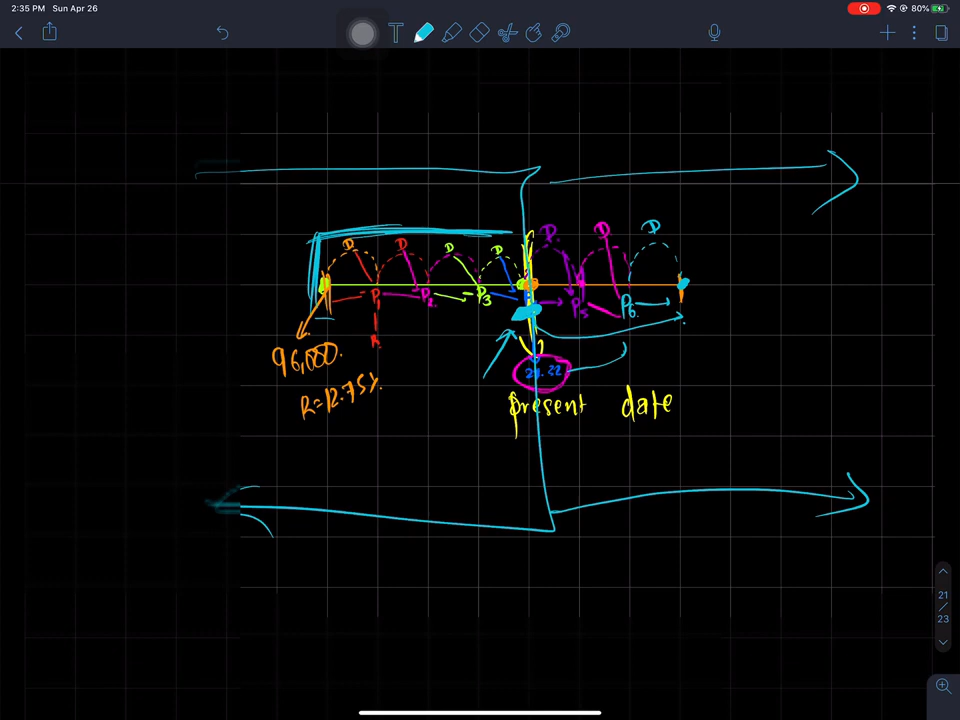 2:35 PM Sun Apr 26
80%
T
D D D D D D D
P1 P2 P3 P5 P6
R
?
96,000.
R=12.75%.
present date
21
/
23